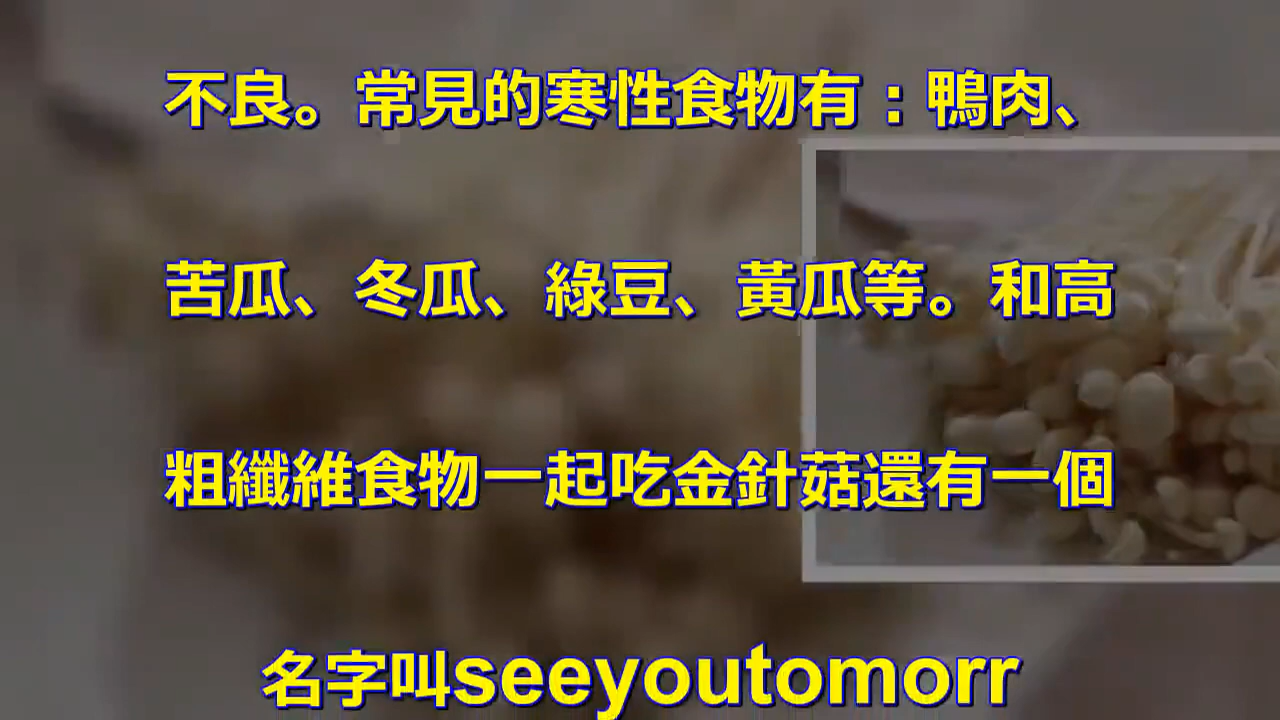 不良。常見的寒性食物有：鴨肉、
苦瓜、冬瓜、綠豆、黃瓜等。和高
粗纖維食物一起吃金針菇還有一個
名字叫seeyoutomorr